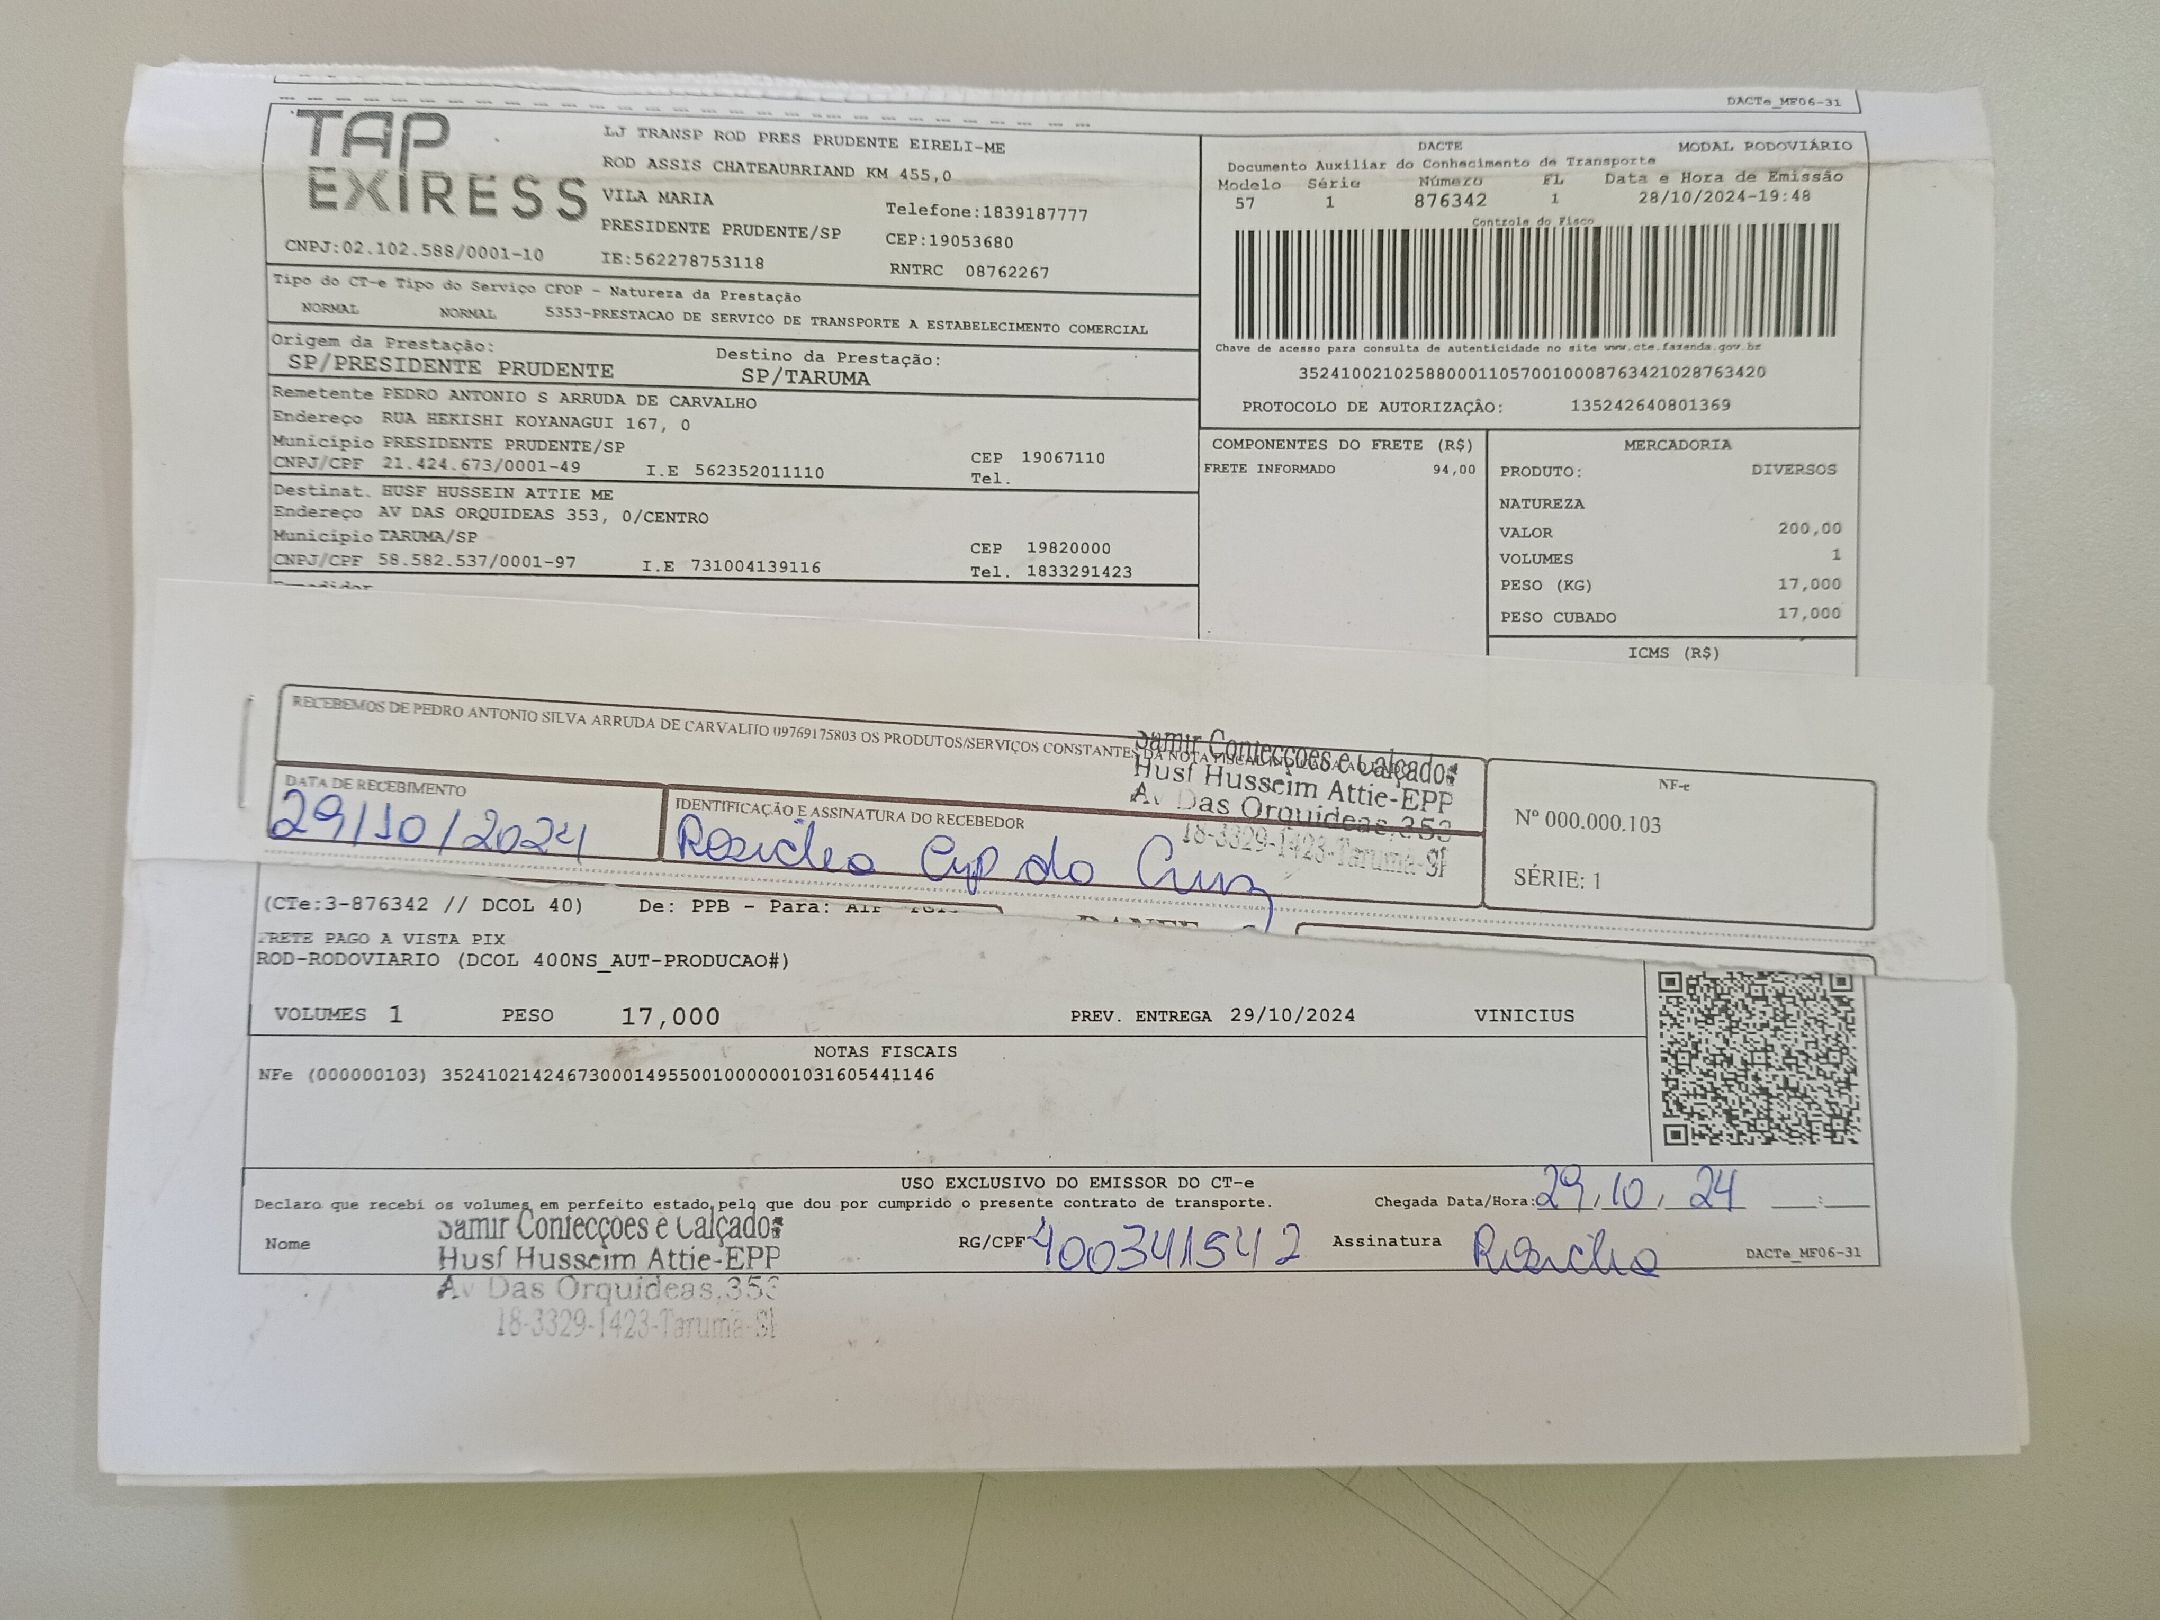 DACTe_MF06-31
TAP
EXIRESS
CNPJ:02.102.588/0001-10
LJ TRANSP ROD PRES PRUDENTE EIRELI-ME
ROD ASSIS CHATEAUBRIAND KM 455,0
VILA MARIA
Telefone:1839187777
PRESIDENTE PRUDENTE/SP
CEP:19053680
IE:562278753118
RNTRC 08762267
DACTE
MODAL RODOVIÁRIO
Documento Auxiliar do Conhecimento de Transporte
Modelo Série Número FL Data e Hora de Emissão
57 1 876342 1 28/10/2024-19:48
Controle do Fisco
Chave de acesso para consulta de autenticidade no site www.cte.fazenda.gov.br
35241002102588000110570010008763421028763420
PROTOCOLO DE AUTORIZAÇÂO: 135242640801369
Tipo do CT-e Tipo do Serviço CFOP - Natureza da Prestação
NORMAL NORMAL 5353-PRESTACAO DE SERVICO DE TRANSPORTE A ESTABELECIMENTO COMERCIAL
Origem da Prestação: Destino da Prestação:
SP/PRESIDENTE PRUDENTE SP/TARUMA
Remetente PEDRO ANTONIO S ARRUDA DE CARVALHO
Endereço RUA HEKISHI KOYANAGUI 167, 0
Município PRESIDENTE PRUDENTE/SP CEP 19067110
CNPJ/CPF 21.424.673/0001-49 I.E 562352011110 Tel.
Destinat. HUSF HUSSEIN ATTIE ME
Endereço AV DAS ORQUIDEAS 353, 0/CENTRO
Município TARUMA/SP CEP 19820000
CNPJ/CPF 58.582.537/0001-97 I.E 731004139116 Tel. 1833291423
COMPONENTES DO FRETE (R$)
FRETE INFORMADO 94,00
MERCADORIA
PRODUTO: DIVERSOS
NATUREZA
VALOR 200,00
VOLUMES 1
PESO (KG) 17,000
PESO CUBADO 17,000
ICMS (R$)
RECEBEMOS DE PEDRO ANTONIO SILVA ARRUDA DE CARVALHO 09769175803 OS PRODUTOS/SERVIÇOS CONSTANTES DA NOTA FISCAL
Samir Confecções e Calçados
Husf Husseim Attie-EPP
Av Das Orquideas,353
18-3329-1423-Tarumã-SP
DATA DE RECEBIMENTO
29/10/2024
IDENTIFICAÇÃO E ASSINATURA DO RECEBEDOR
NF-e
Nº 000.000.103
SÉRIE: 1
(CTe:3-876342 // DCOL 40) De: PPB - Para:
FRETE PAGO A VISTA PIX
ROD-RODOVIARIO (DCOL 400NS_AUT-PRODUCAO#)
VOLUMES 1 PESO 17,000 PREV. ENTREGA 29/10/2024 VINICIUS
NOTAS FISCAIS
NFe (000000103) 35241021424673000149550010000001031605441146
USO EXCLUSIVO DO EMISSOR DO CT-e
Declaro que recebi os volumes em perfeito estado pelo que dou por cumprido o presente contrato de transporte.
Chegada Data/Hora: 29, 10, 24 :
Nome
Samir Confecções e Calçados
Husf Husseim Attie-EPP
Av Das Orquideas,353
18-3329-1423-Tarumã-SP
RG/CPF 400341542 Assinatura
DACTe_MF06-31